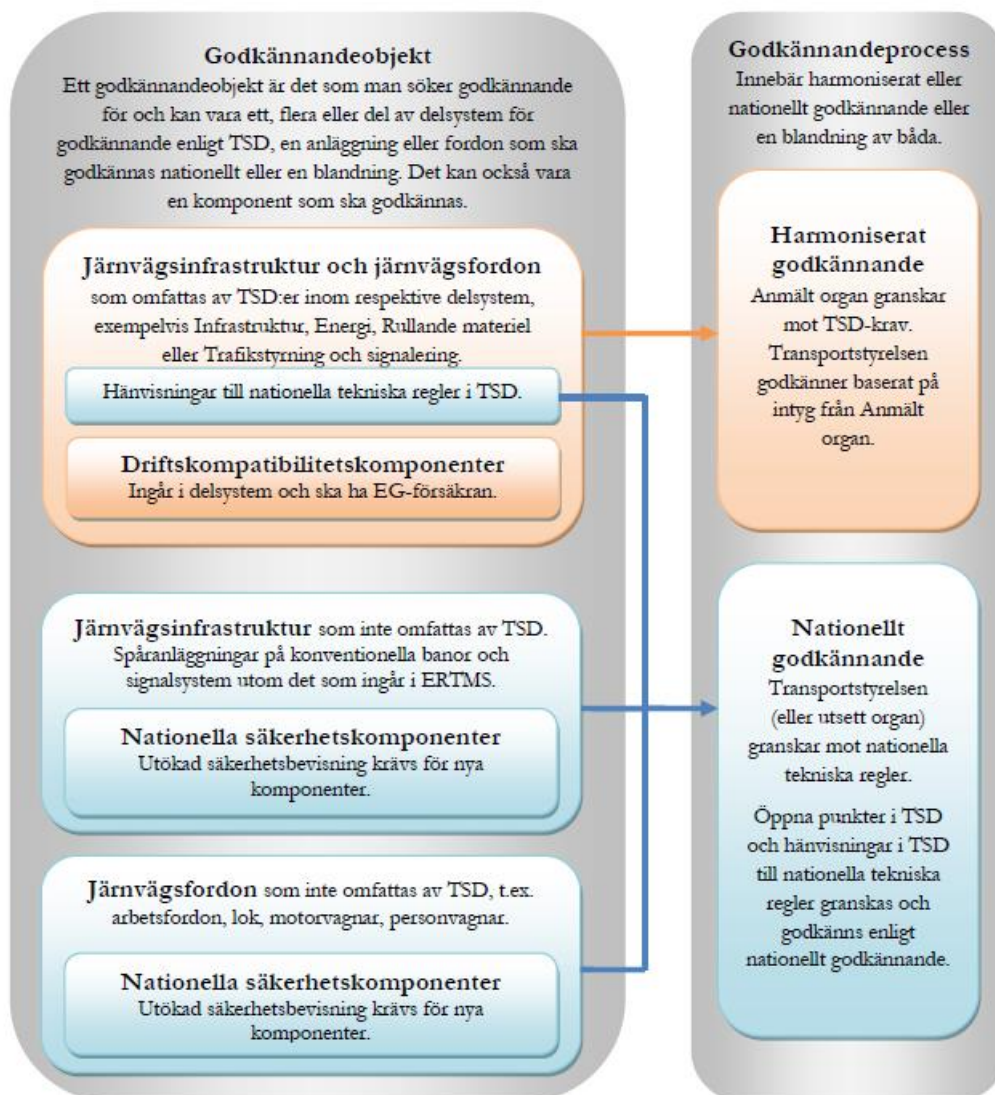 Godkännandeobjekt
Ett godkännandeobjekt är det som man söker godkännande
för och kan vara ett, flera eller del av delsystem för
godkännande enligt TSD, en anläggning eller fordon som ska
godkännas nationellt eller en blandning. Det kan också vara
en komponent som ska godkännas.
Järnvägsinfrastruktur och järnvägsfordon
som omfattas av TSD:er inom respektive delsystem,
exempelvis Infrastruktur, Energi, Rullande materiel
eller Trafikstyrning och signalering.
Hänvisningar till nationella tekniska regler i TSD.
Driftskompatibilitetskomponenter
Ingår i delsystem och ska ha EG-försäkran.
Järnvägsinfrastruktur som inte omfattas av TSD.
Spåranläggningar på konventionella banor och
signalsystem utom det som ingår i ERTMS.
Nationella säkerhetskomponenter
Utökad säkerhetsbevisning krävs för nya
komponenter.
Järnvägsfordon som inte omfattas av TSD, t.ex.
arbetsfordon, lok, motorvagnar, personvagnar.
Nationella säkerhetskomponenter
Utökad säkerhetsbevisning krävs för nya
komponenter.
Godkännandeprocess
Innebär harmoniserat eller
nationellt godkännande eller
en blandning av båda.
Harmoniserat
godkännande
Anmält organ granskar
mot TSD-krav.
Transportstyrelsen
godkänner baserat på
intyg från Anmält
organ.
Nationellt
godkännande
Transportstyrelsen
(eller utsett organ)
granskar mot nationella
tekniska regler.
Öppna punkter i TSD
och hänvisningar i TSD
till nationella tekniska
regler granskas och
godkänns enligt
nationellt godkännande.